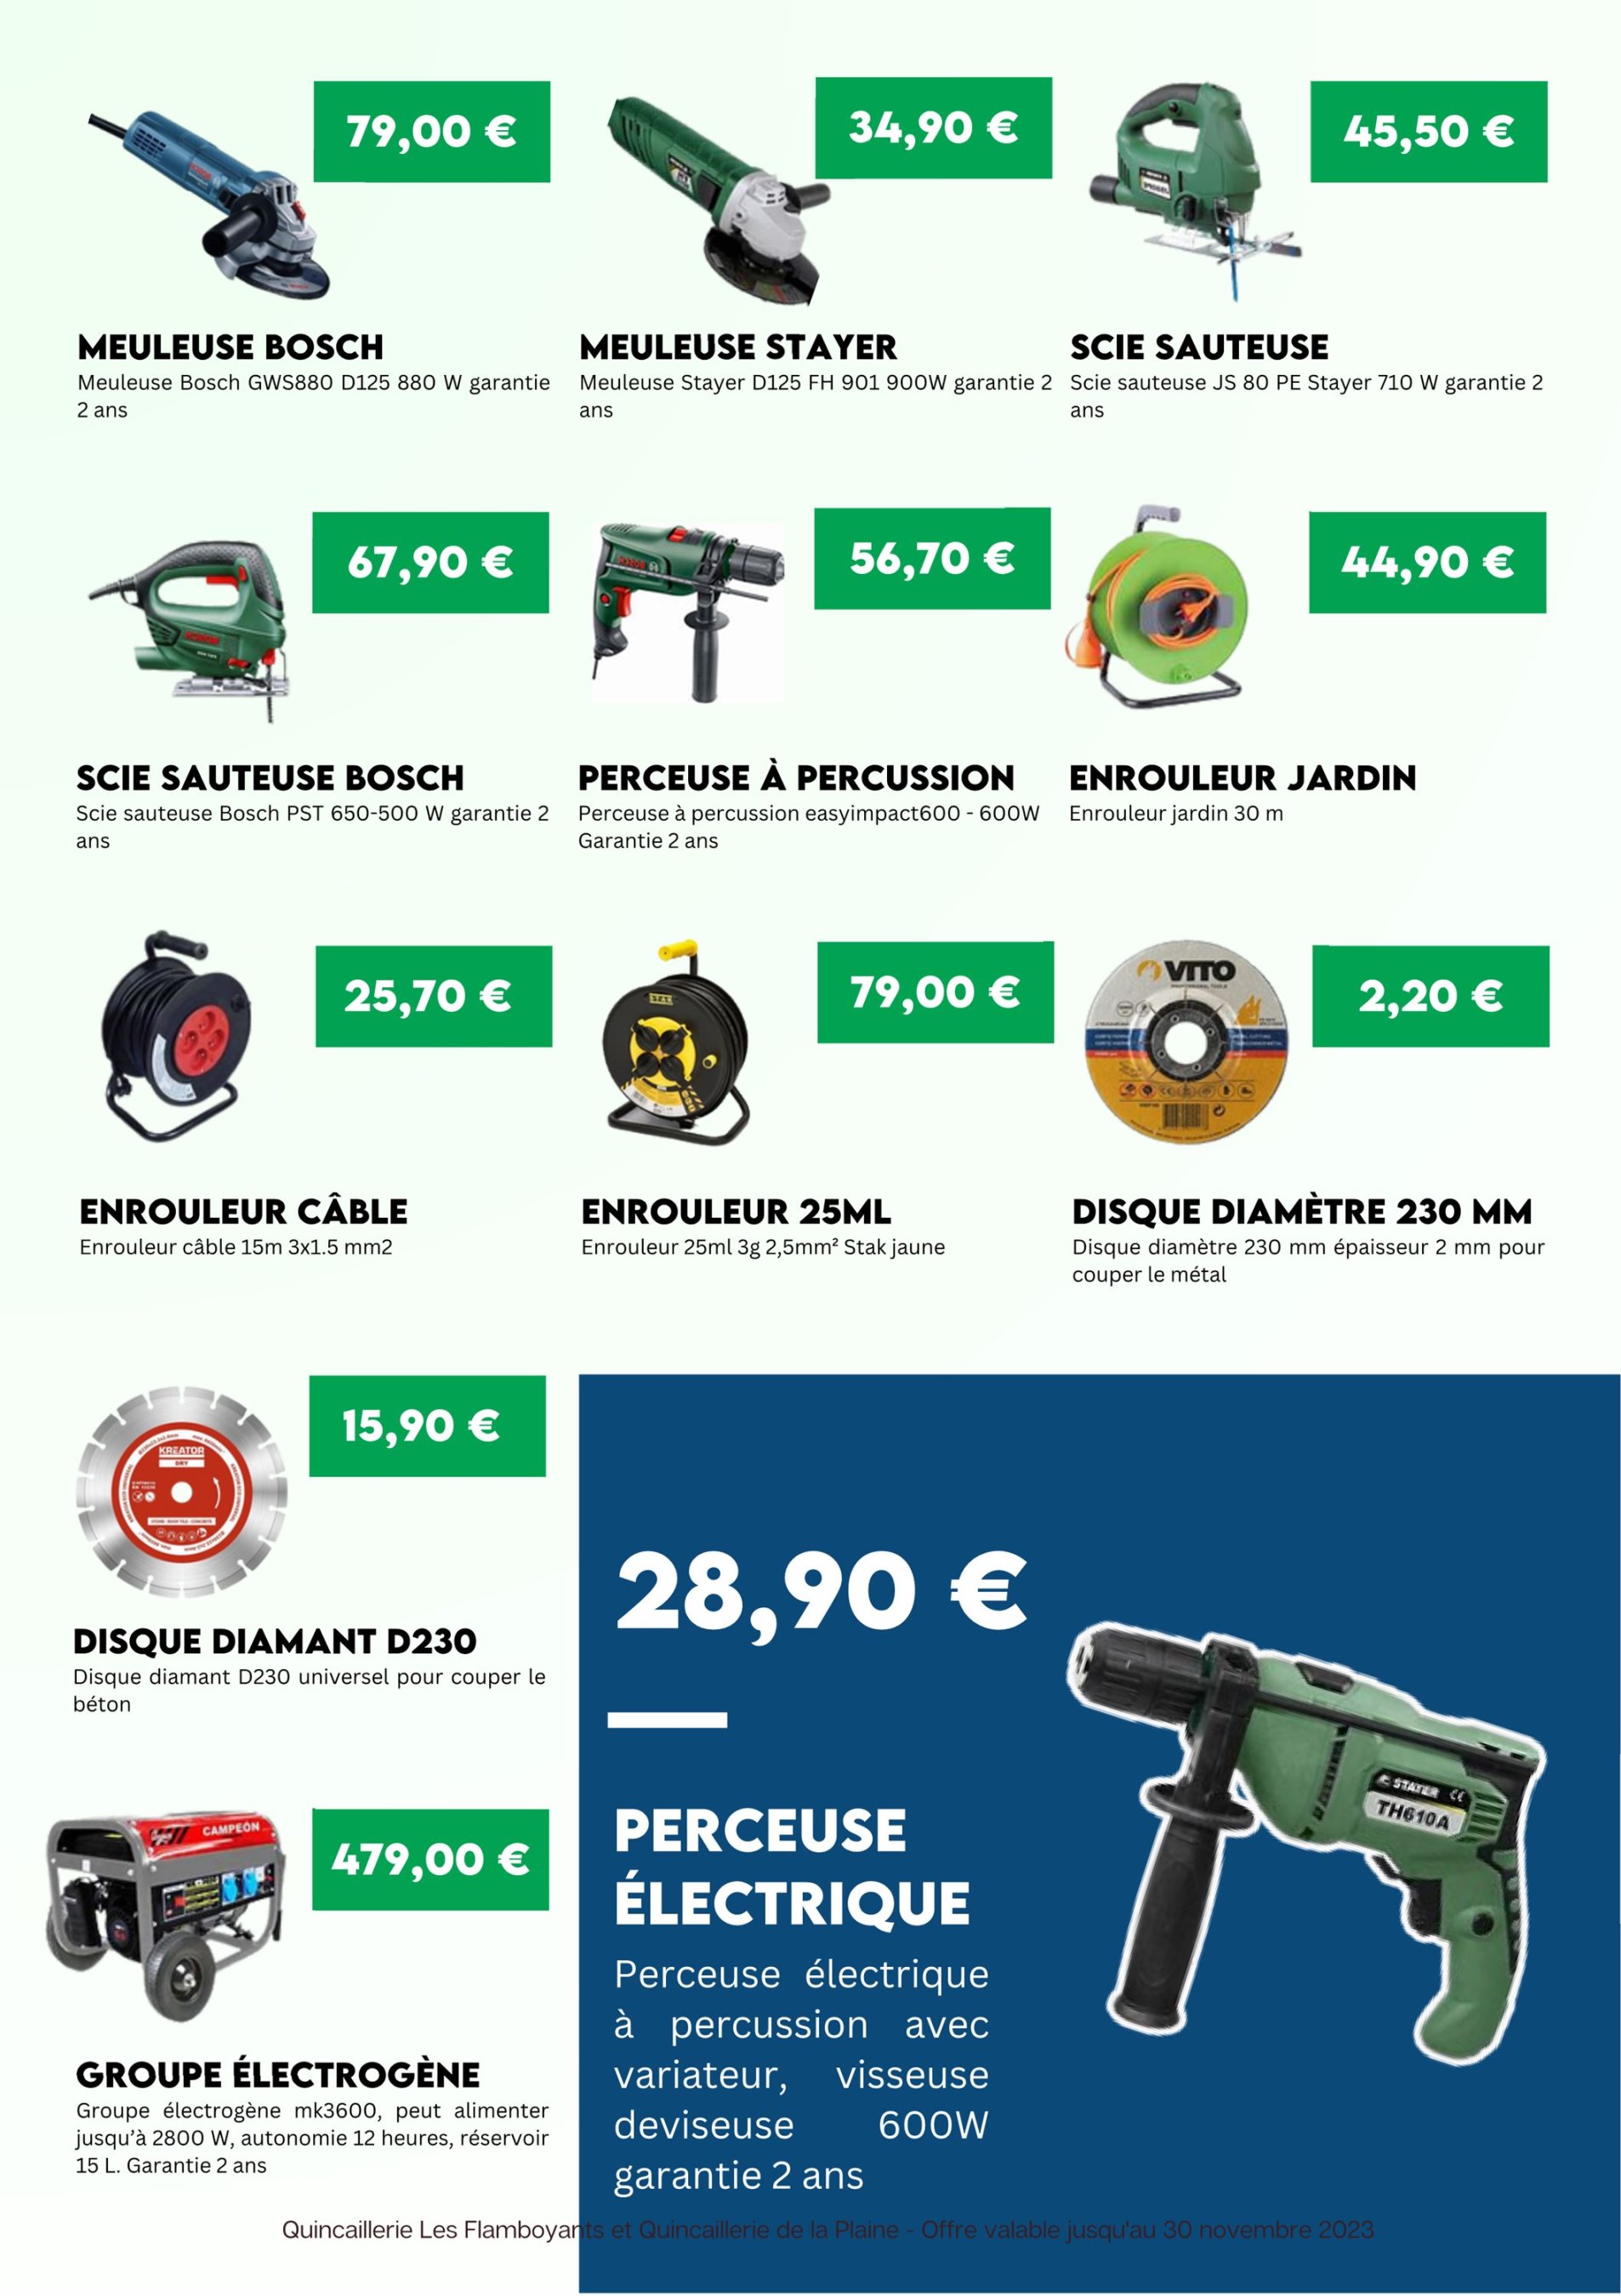 79,00 €
34,90 €
45,50 €
MEULEUSE BOSCH
Meuleuse Bosch GWS880 D125 880 W garantie
2 ans
MEULEUSE STAYER
Meuleuse Stayer D125 FH 901 900W garantie 2
ans
SCIE SAUTEUSE
Scie sauteuse JS 80 PE Stayer 710 W garantie 2
ans
67,90 €
56,70 €
44,90 €
SCIE SAUTEUSE BOSCH
Scie sauteuse Bosch PST 650-500 W garantie 2
ans
PERCEUSE À PERCUSSION
Perceuse à percussion easyimpact600 - 600W
Garantie 2 ans
ENROULEUR JARDIN
Enrouleur jardin 30 m
25,70 €
STAK
79,00 €
VITO
2,20 €
ENROULEUR CÂBLE
Enrouleur câble 15m 3x1.5 mm2
ENROULEUR 25ML
Enrouleur 25ml 3g 2,5mm² Stak jaune
DISQUE DIAMÈTRE 230 MM
Disque diamètre 230 mm épaisseur 2 mm pour
couper le métal
KREATOR
DRY
15,90 €
DISQUE DIAMANT D230
Disque diamant D230 universel pour couper le
béton
CAMPEÓN
479,00 €
GROUPE ÉLECTROGÈNE
Groupe électrogène mk3600, peut alimenter
jusqu'à 2800 W, autonomie 12 heures, réservoir
15 L. Garantie 2 ans
28,90 €
STAYER
TH610A
PERCEUSE
ÉLECTRIQUE
Perceuse électrique
à percussion avec
variateur, visseuse
deviseuse 600W
garantie 2 ans
Quincaillerie Les Flamboyants et Quincaillerie de la Plaine - Offre valable jusqu'au 30 novembre 2023